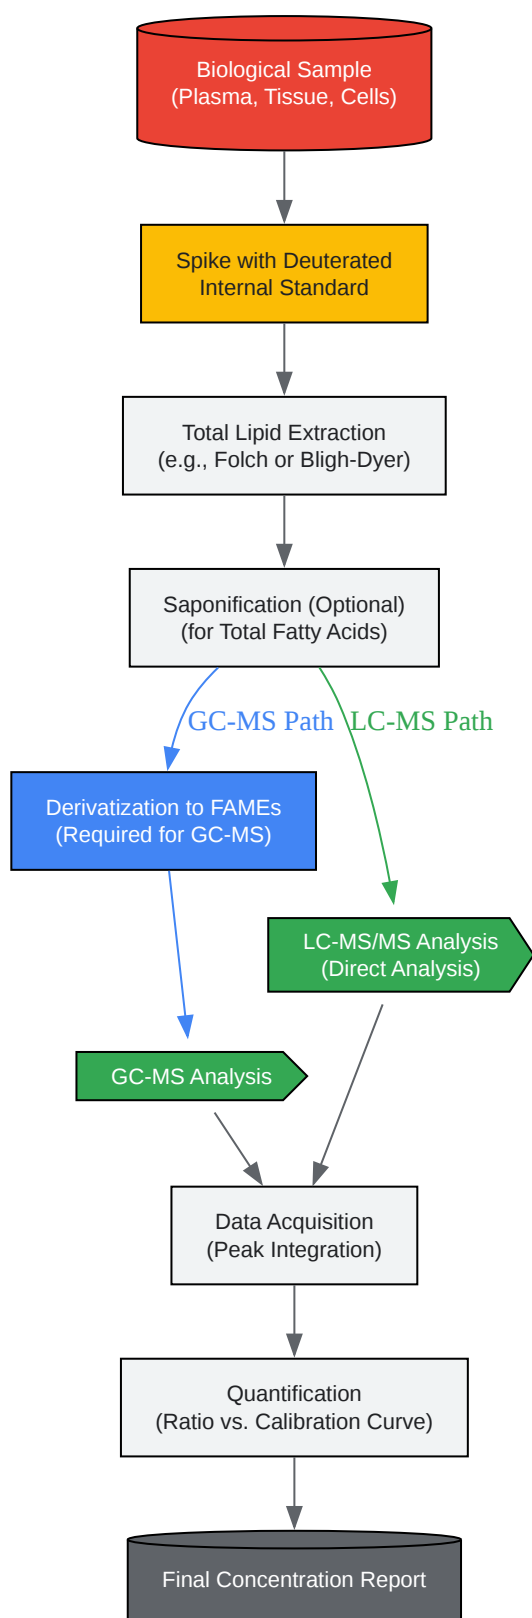 Biological Sample
(Plasma, Tissue, Cells)
Spike with Deuterated
Internal Standard
Total Lipid Extraction
(e.g., Folch or Bligh-Dyer)
Saponification (Optional)
(for Total Fatty Acids)
GC-MS Path
LC-MS Path
Derivatization to FAMEs
(Required for GC-MS)
LC-MS/MS Analysis
(Direct Analysis)
GC-MS Analysis
Data Acquisition
(Peak Integration)
Quantification
(Ratio vs. Calibration Curve)
Final Concentration Report